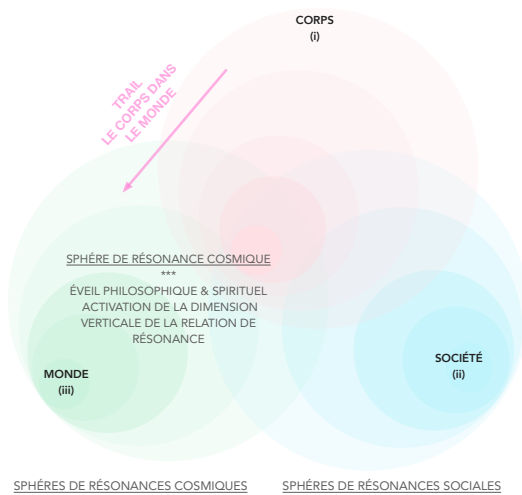 CORPS
(i)
TRAIL
LE CORPS DANS
LE MONDE
SPHÈRE DE RÉSONANCE COSMIQUE
***
ÉVEIL PHILOSOPHIQUE & SPIRITUEL
ACTIVATION DE LA DIMENSION
VERTICALE DE LA RELATION DE
RÉSONANCE
MONDE
(iii)
SOCIÉTÉ
(ii)
SPHÈRES DE RÉSONANCES COSMIQUES
SPHÈRES DE RÉSONANCES SOCIALES